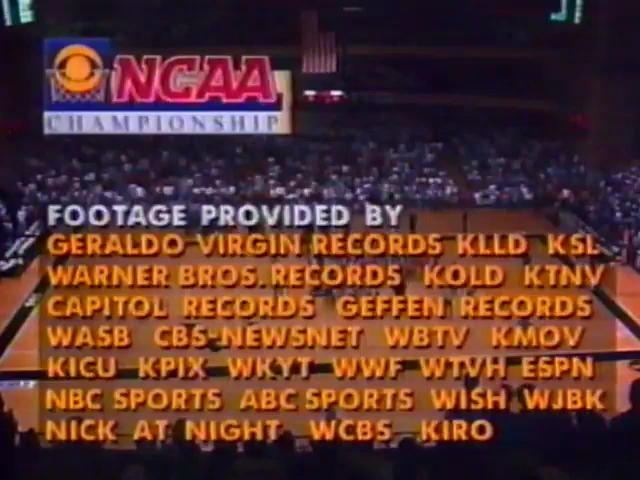 NCAA
CHAMPIONSHIP
FOOTAGE PROVIDED BY
GERALDO VIRGIN RECORDS KLLD KSL
WARNER BROS. RECORDS KOLD KTNV
CAPITOL RECORDS GEFFEN RECORDS
WASB CBS-NEWSNET WBTV KMOV
KICU KPIX WKYT WWF WTVH ESPN
NBC SPORTS ABC SPORTS WISH WJBK
NICK AT NIGHT WCBS KIRO